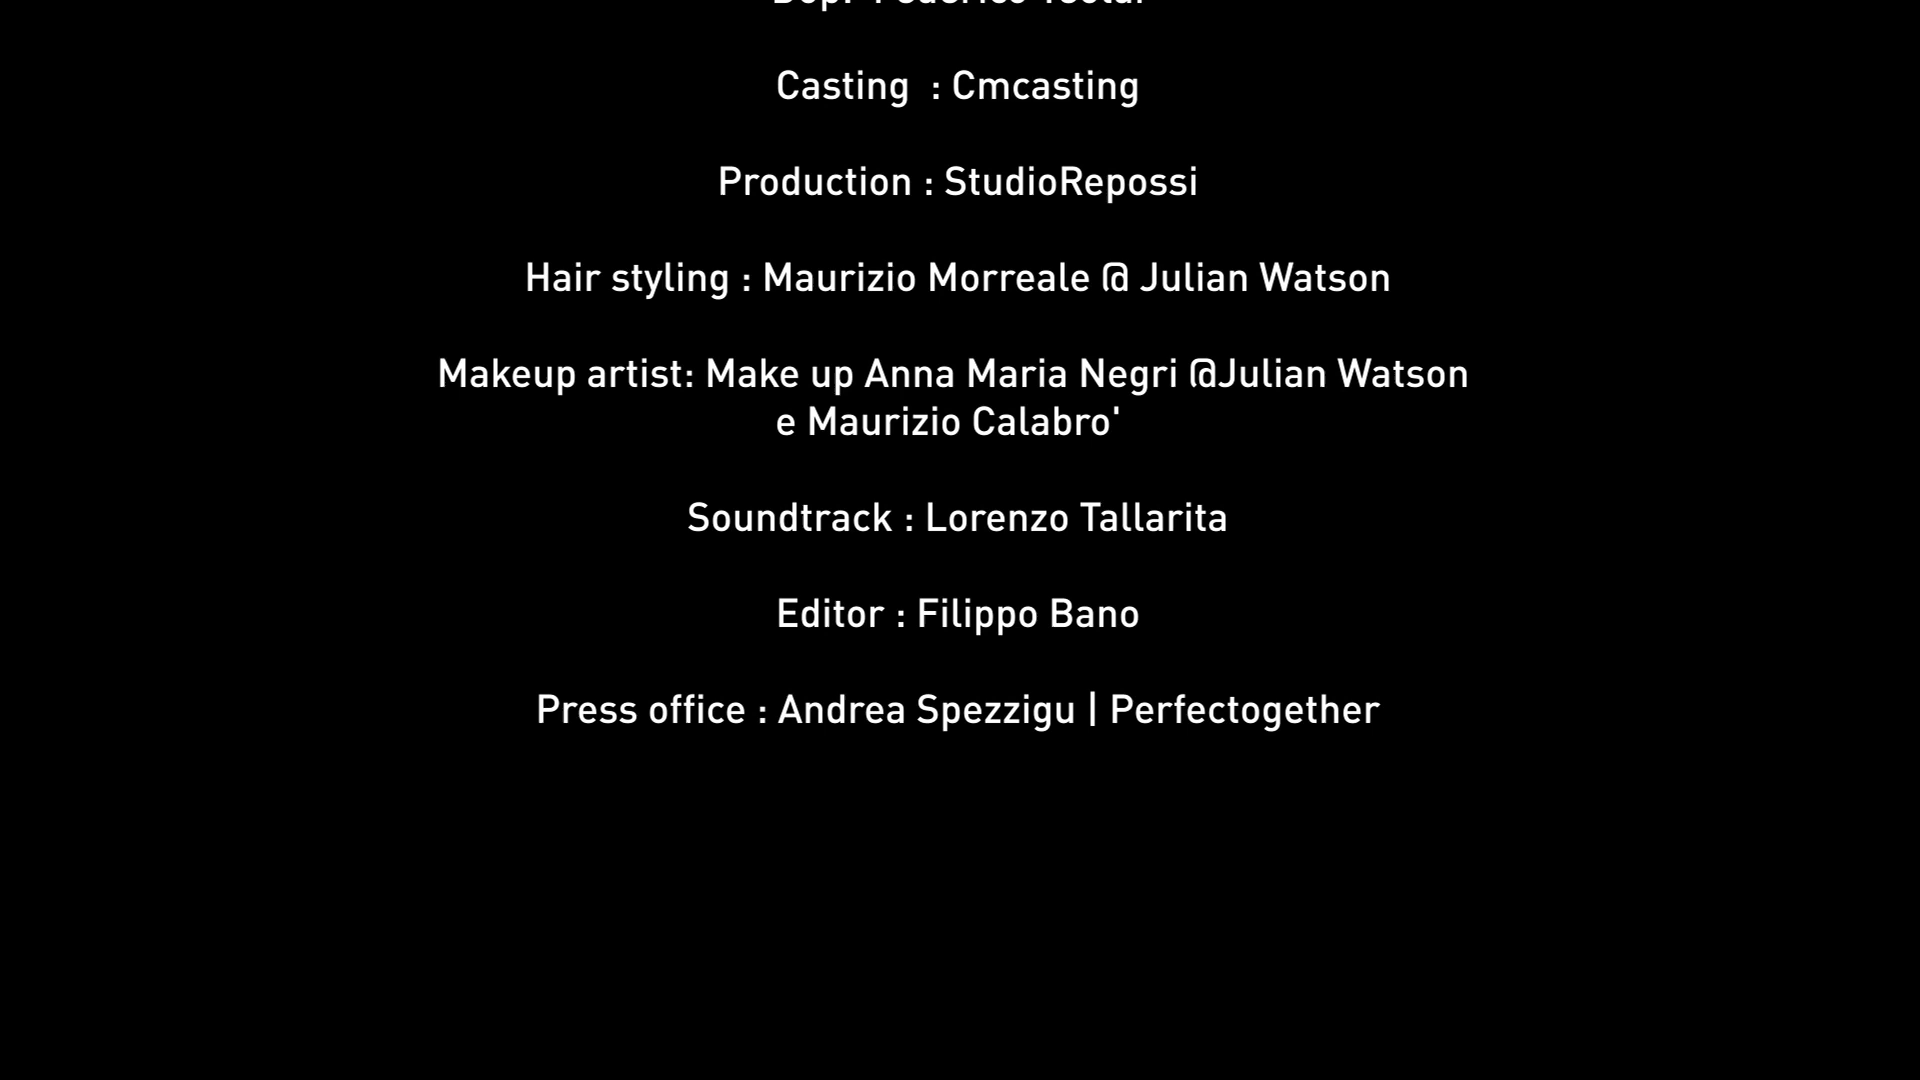 Casting  : Cmcasting
Production : StudioRepossi
Hair styling : Maurizio Morreale @ Julian Watson
Makeup artist: Make up Anna Maria Negri @Julian Watson
e Maurizio Calabro'
Soundtrack : Lorenzo Tallarita
Editor : Filippo Bano
Press office : Andrea Spezzigu | Perfectogether